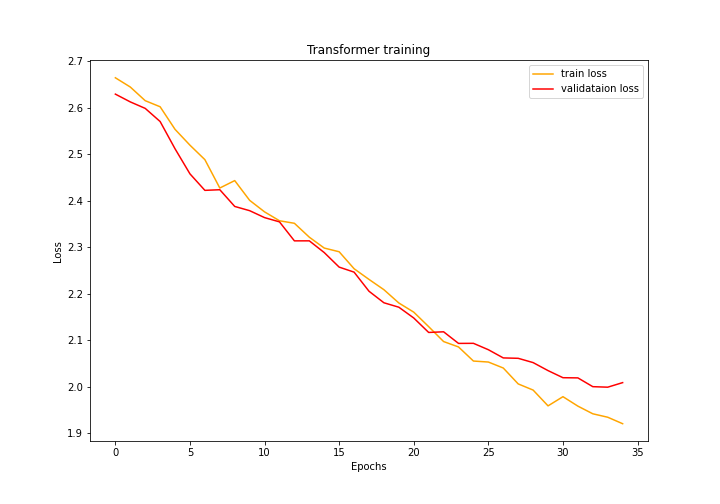 Transformer training
train loss
validataion loss
2.7
2.6
2.5
2.4
2.3
2.2
2.1
2.0
1.9
Loss
0 5 10 15 20 25 30 35
Epochs